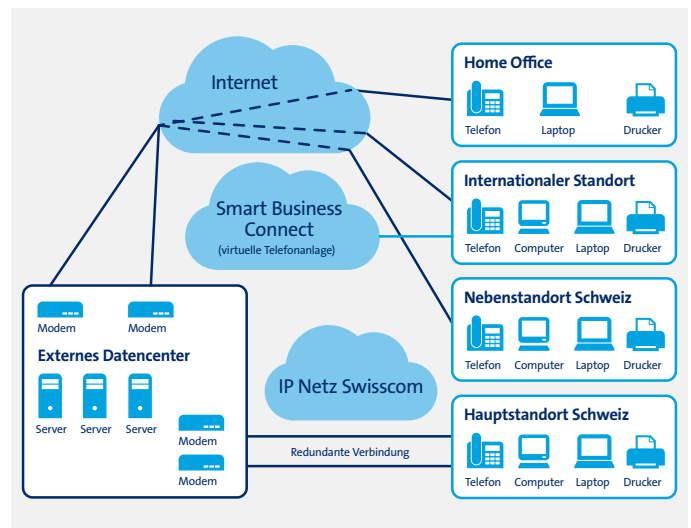 Internet
Smart Business
Connect
(virtuelle Telefonanlage)
Modem Modem
Externes Datencenter
Server Server Server
Modem
Modem
IP Netz Swisscom
Redundante Verbindung
Home Office
Telefon Laptop Drucker
Internationaler Standort
Telefon Computer Laptop Drucker
Nebenstandort Schweiz
Telefon Computer Laptop Drucker
Hauptstandort Schweiz
Telefon Computer Laptop Drucker